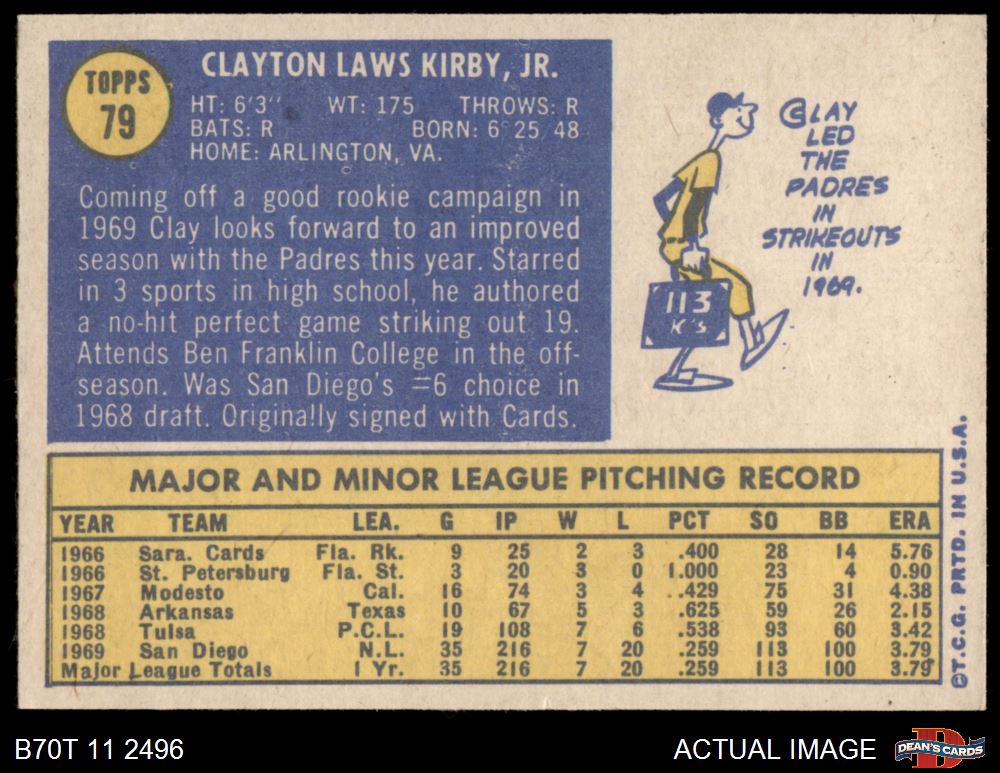 TOPPS
79
CLAYTON LAWS KIRBY, JR.
HT: 6'3" WT: 175 THROWS: R
BATS: R BORN: 6 25 48
HOME: ARLINGTON, VA.
Coming off a good rookie campaign in
1969 Clay looks forward to an improved
season with the Padres this year. Starred
in 3 sports in high school, he authored
a no-hit perfect game striking out 19.
Attends Ben Franklin College in the off-
season. Was San Diego's #6 choice in
1968 draft. Originally signed with Cards.
CLAY
LED
THE
PADRES
IN
STRIKEOUTS
IN
1969.
113
K's
MAJOR AND MINOR LEAGUE PITCHING RECORD
YEAR TEAM LEA. G IP W L PCT SO BB ERA
1966 Sara. Cards Fla. Rk. 9 25 2 3 .400 28 14 5.76
1966 St. Petersburg Fla. St. 3 20 3 0 1.000 23 4 0.90
1967 Modesto Cal. 16 74 3 4 .429 75 31 4.38
1968 Arkansas Texas 10 67 5 3 .625 59 26 2.15
1968 Tulsa P.C.L. 19 108 7 6 .538 93 60 3.42
1969 San Diego N.L. 35 216 7 20 .259 113 100 3.79
Major League Totals 1 Yr. 35 216 7 20 .259 113 100 3.79
©T.C.G. PRTD. IN U.S.A.
B70T 11 2496
ACTUAL IMAGE
D
DEAN'S CARDS